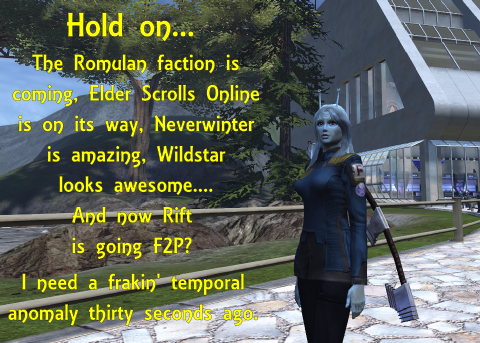 Hold on...
The Romulan faction is
coming, Elder Scrolls Online
is on its way, Neverwinter
is amazing, Wildstar
looks awesome....
And now Rift
is going F2P?
I need a frakin' temporal
anomaly thirty seconds ago.